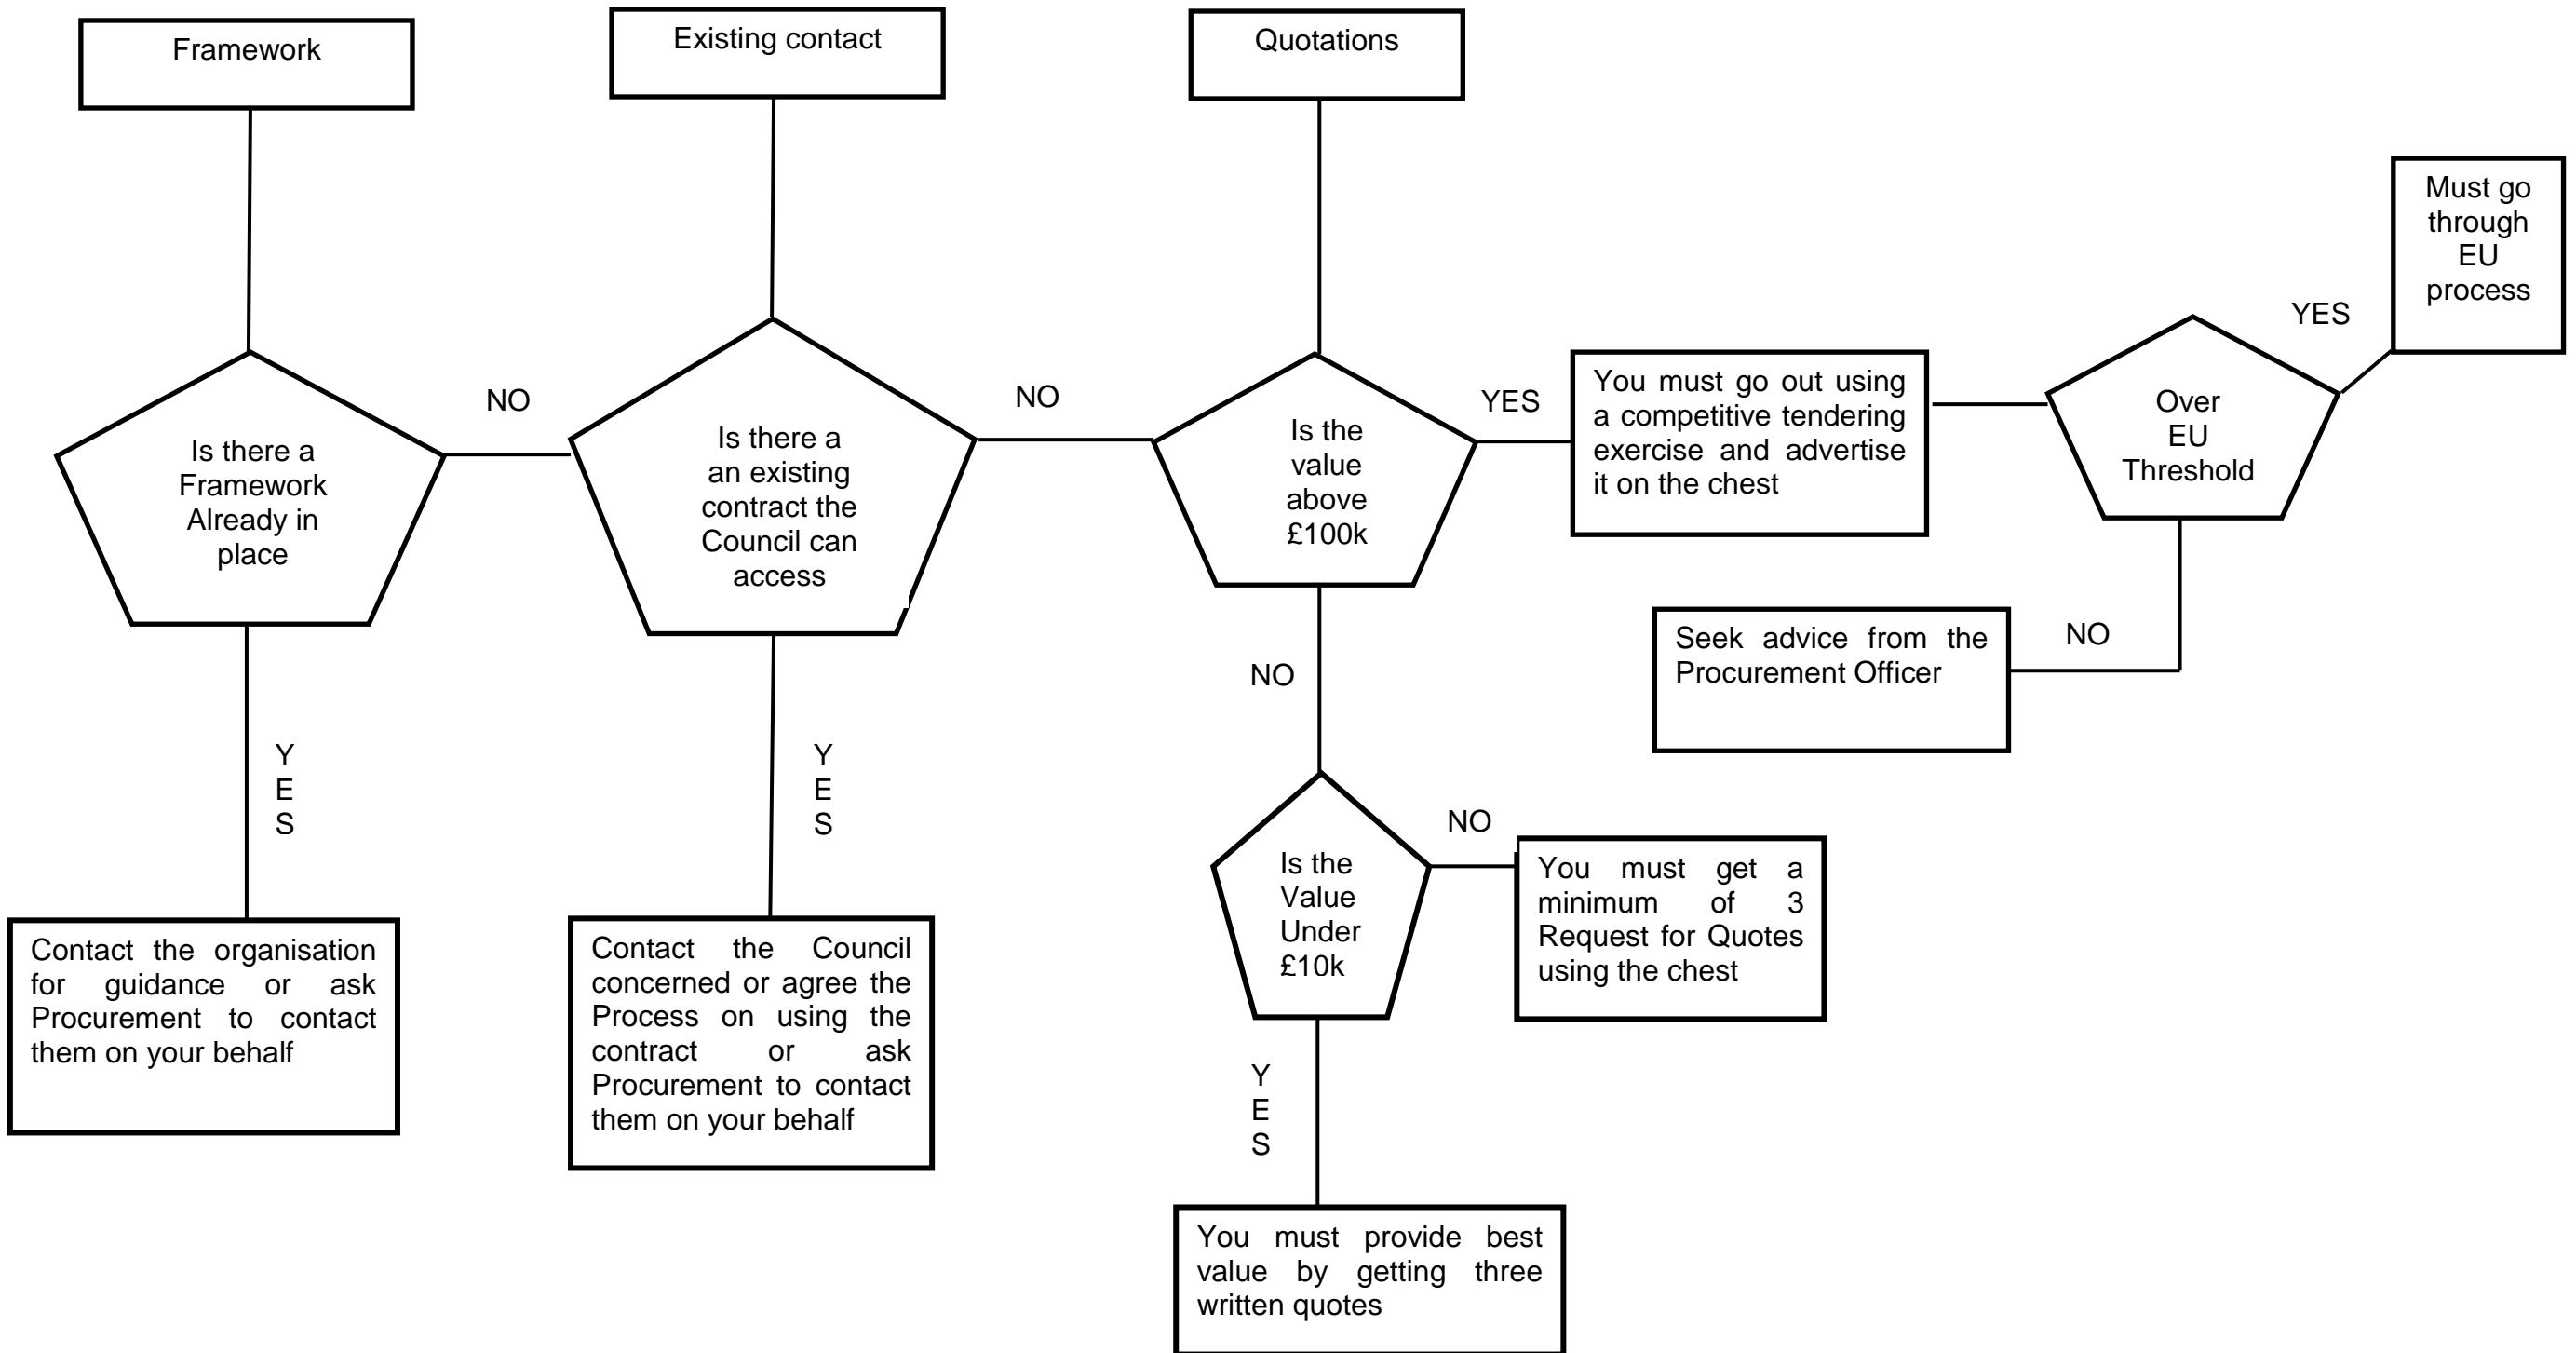 Framework
Existing contact
Quotations
Must go
through
EU
process
YES
Over
EU
Threshold
NO
Seek advice from the
Procurement Officer
You must go out using
a competitive tendering
exercise and advertise
it on the chest
YES
Is the
value
above
£100k
NO
Is there a
an existing
contract the
Council can
access
NO
Is there a
Framework
Already in
place
Y
E
S
Contact the organisation
for guidance or ask
Procurement to contact
them on your behalf
Y
E
S
Contact the Council
concerned or agree the
Process on using the
contract or ask
Procurement to contact
them on your behalf
NO
Is the
Value
Under
£10k
NO
You must get a
minimum of 3
Request for Quotes
using the chest
Y
E
S
You must provide best
value by getting three
written quotes